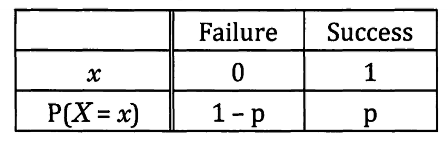 Failure Success
x 0 1
P(X = x) 1 – p p